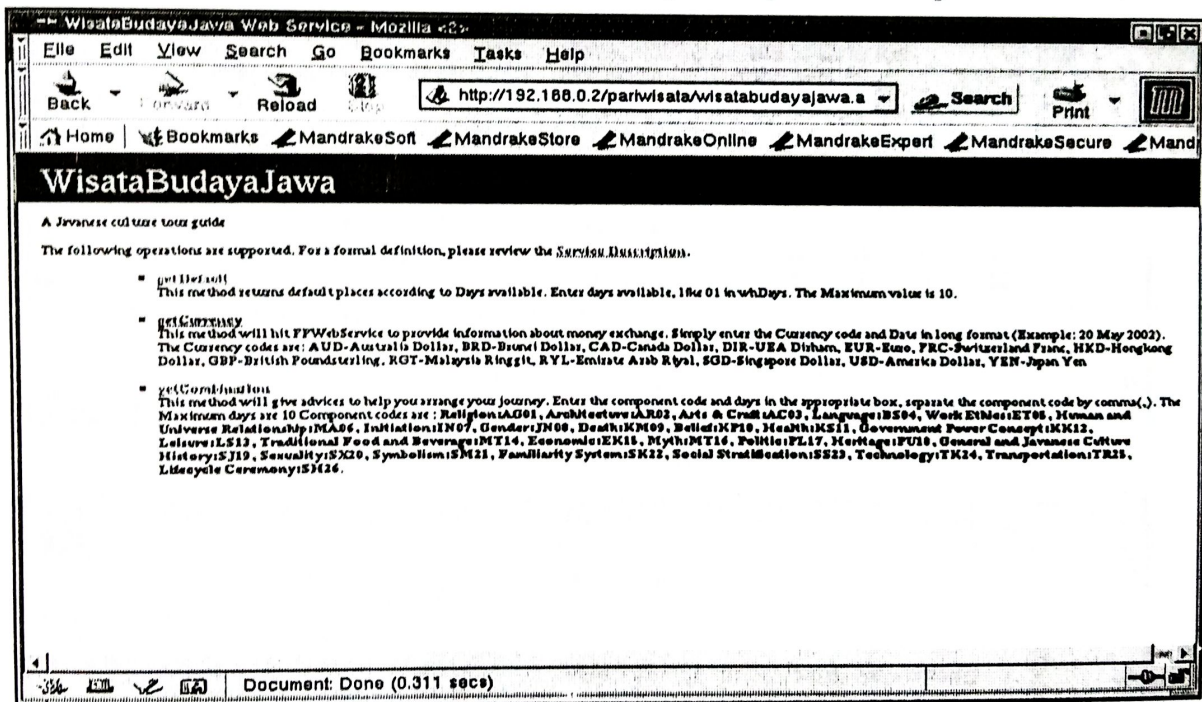 WisataBudayaJawa Web Service - Mozilla <2>
File Edit View Search Go Bookmarks Tasks Help
Back Forward Reload Stop http://192.168.0.2/pariwisata/wisatabudayajawa.a Search Print
Home Bookmarks MandrakeSoft MandrakeStore MandrakeOnline MandrakeExpert MandrakeSecure Mand
WisataBudayaJawa
A Javanese culture tour guide
The following operations are supported. For a formal definition, please review the Service Description.
getDefault
This method returns default places according to Days available. Enter days available, like 01 in whDays. The Maximum value is 10.
getCurrency
This method will hit FFWebService to provide information about money exchange. Simply enter the Currency code and Date in long format (Example: 20 May 2002).
The Currency codes are: AUD-Australia Dollar, BRD-Brunei Dollar, CAD-Canada Dollar, DIR-UEA Dirham, EUR-Euro, FRC-Switzerland Franc, HKD-Hongkong
Dollar, GBP-British Poundsterling, RGT-Malaysia Ringgit, RYL-Emirate Arab Riyal, SGD-Singapore Dollar, USD-America Dollar, YEN-Japan Yen
getCombination
This method will give advices to help you arrange your journey. Enter the component code and days in the appropriate box, separate the component code by comma(,). The
Maximum days are 10 Component codes are : Religion:AG01, Architecture:AR02, Arts & Craft:AC03, Language:BS04, Work Ethics:ET05, Human and
Universe Relationship:MA06, Initiation:IN07, Gender:JN08, Death:KM09, Belief:KP10, Health:KS11, Government Power Concept:KK12,
Leisure:LS13, Traditional Food and Beverage:MT14, Economic:EK15, Myth:MT16, Politic:PL17, Heritage:PU18, General and Javanese Culture
History:SJ19, Sexuality:SX20, Symbolism:SM21, Familiarity System:SK22, Social Stratification:SS23, Technology:TK24, Transportation:TR25,
Lifecycle Ceremony:SH26.
Document: Done (0.311 secs)